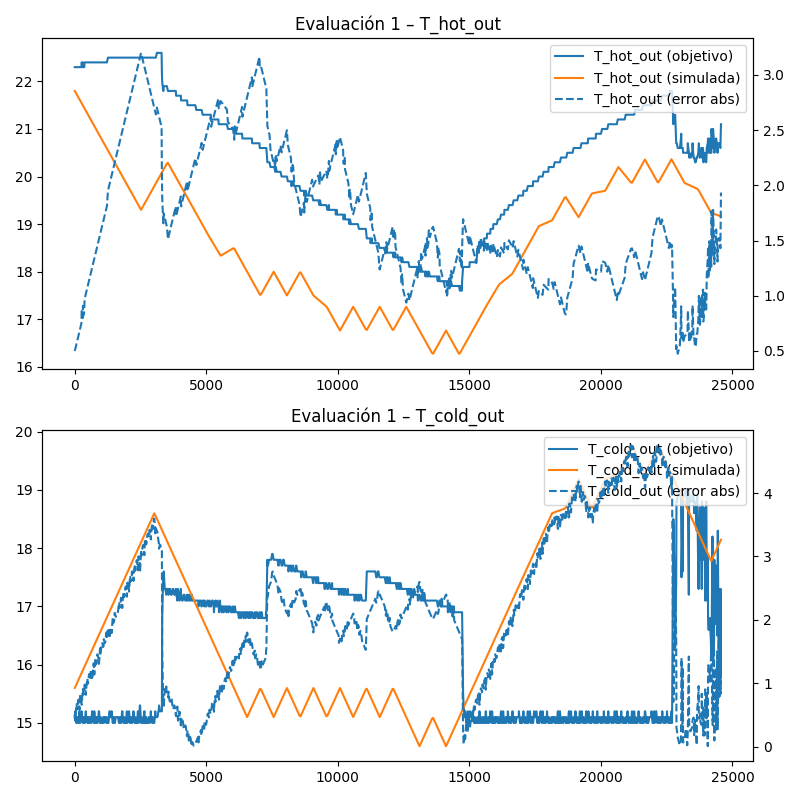 Evaluación 1 – T_hot_out
T_hot_out (objetivo)
T_hot_out (simulada)
T_hot_out (error abs)
22
21
20
19
18
17
16
3.0
2.5
2.0
1.5
1.0
0.5
0 5000 10000 15000 20000 25000
Evaluación 1 – T_cold_out
T_cold_out (objetivo)
T_cold_out (simulada)
T_cold_out (error abs)
20
19
18
17
16
15
4
3
2
1
0
0 5000 10000 15000 20000 25000